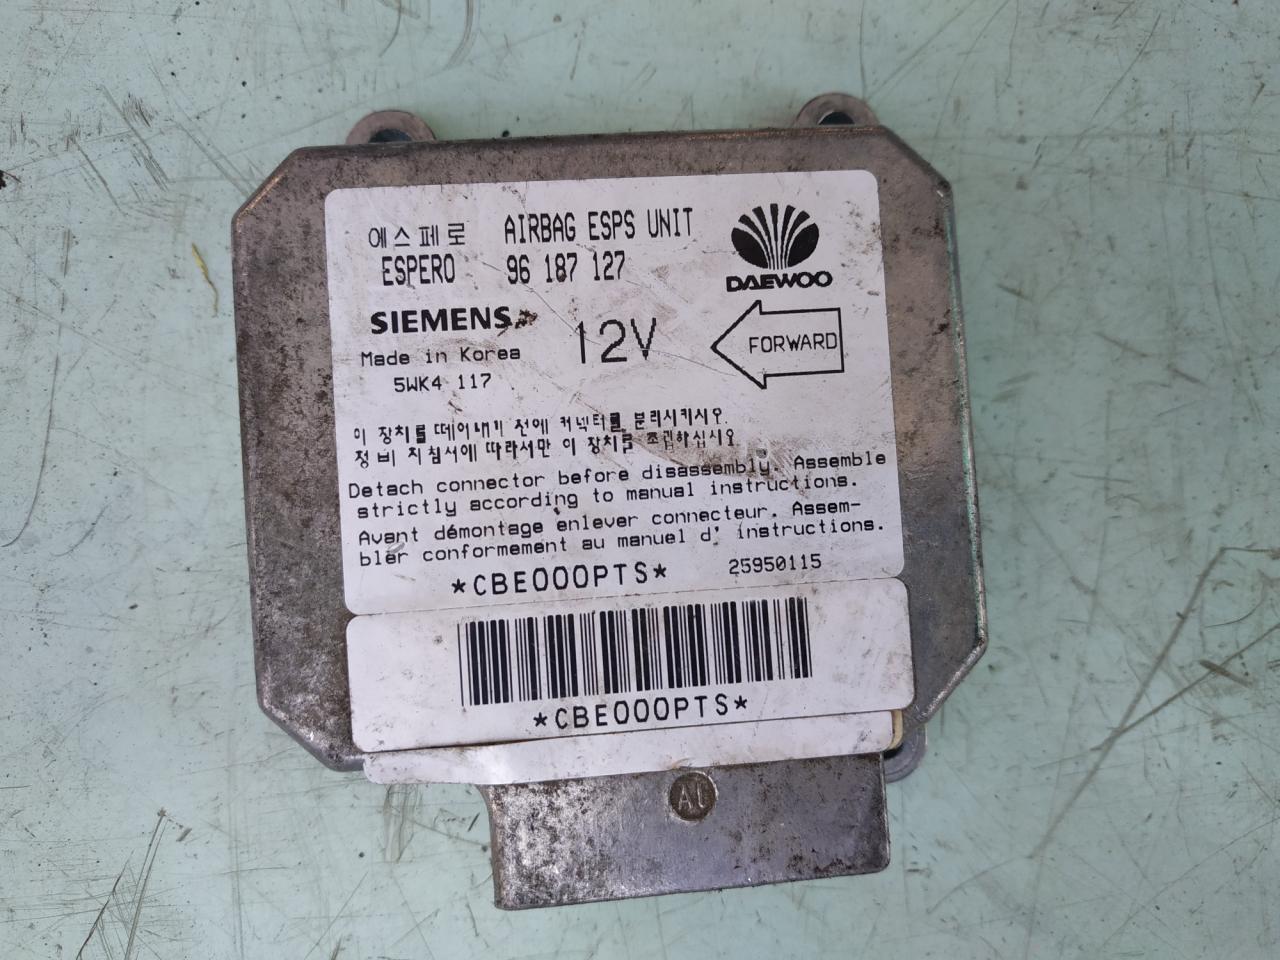 에스페로 AIRBAG ESPS UNIT
ESPERO 96 187 127
DAEWOO
SIEMENS
12V
FORWARD
Made in Korea
5WK4 117
이 장치를 떼어내기 전에 커넥터를 분리시키시오.
정비 지침서에 따라서만 이 장치를 조립하십시오.
Detach connector before disassembly. Assemble
strictly according to manual instructions.
Avant démontage enlever connecteur. Assem-
bler conformement au manuel d' instructions.
*CBE000PTS* 25950115
*CBE000PTS*